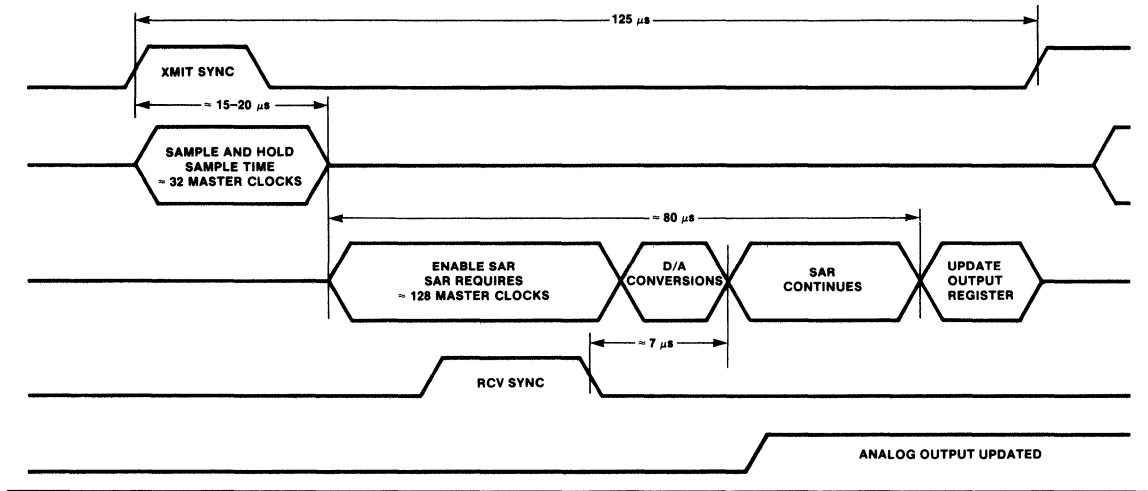 125 μs
XMIT SYNC
≈ 15–20 μs
SAMPLE AND HOLD
SAMPLE TIME
≈ 32 MASTER CLOCKS
≈ 80 μs
ENABLE SAR
SAR REQUIRES
≈ 128 MASTER CLOCKS
D/A
CONVERSIONS
SAR
CONTINUES
UPDATE
OUTPUT
REGISTER
≈ 7 μs
RCV SYNC
ANALOG OUTPUT UPDATED